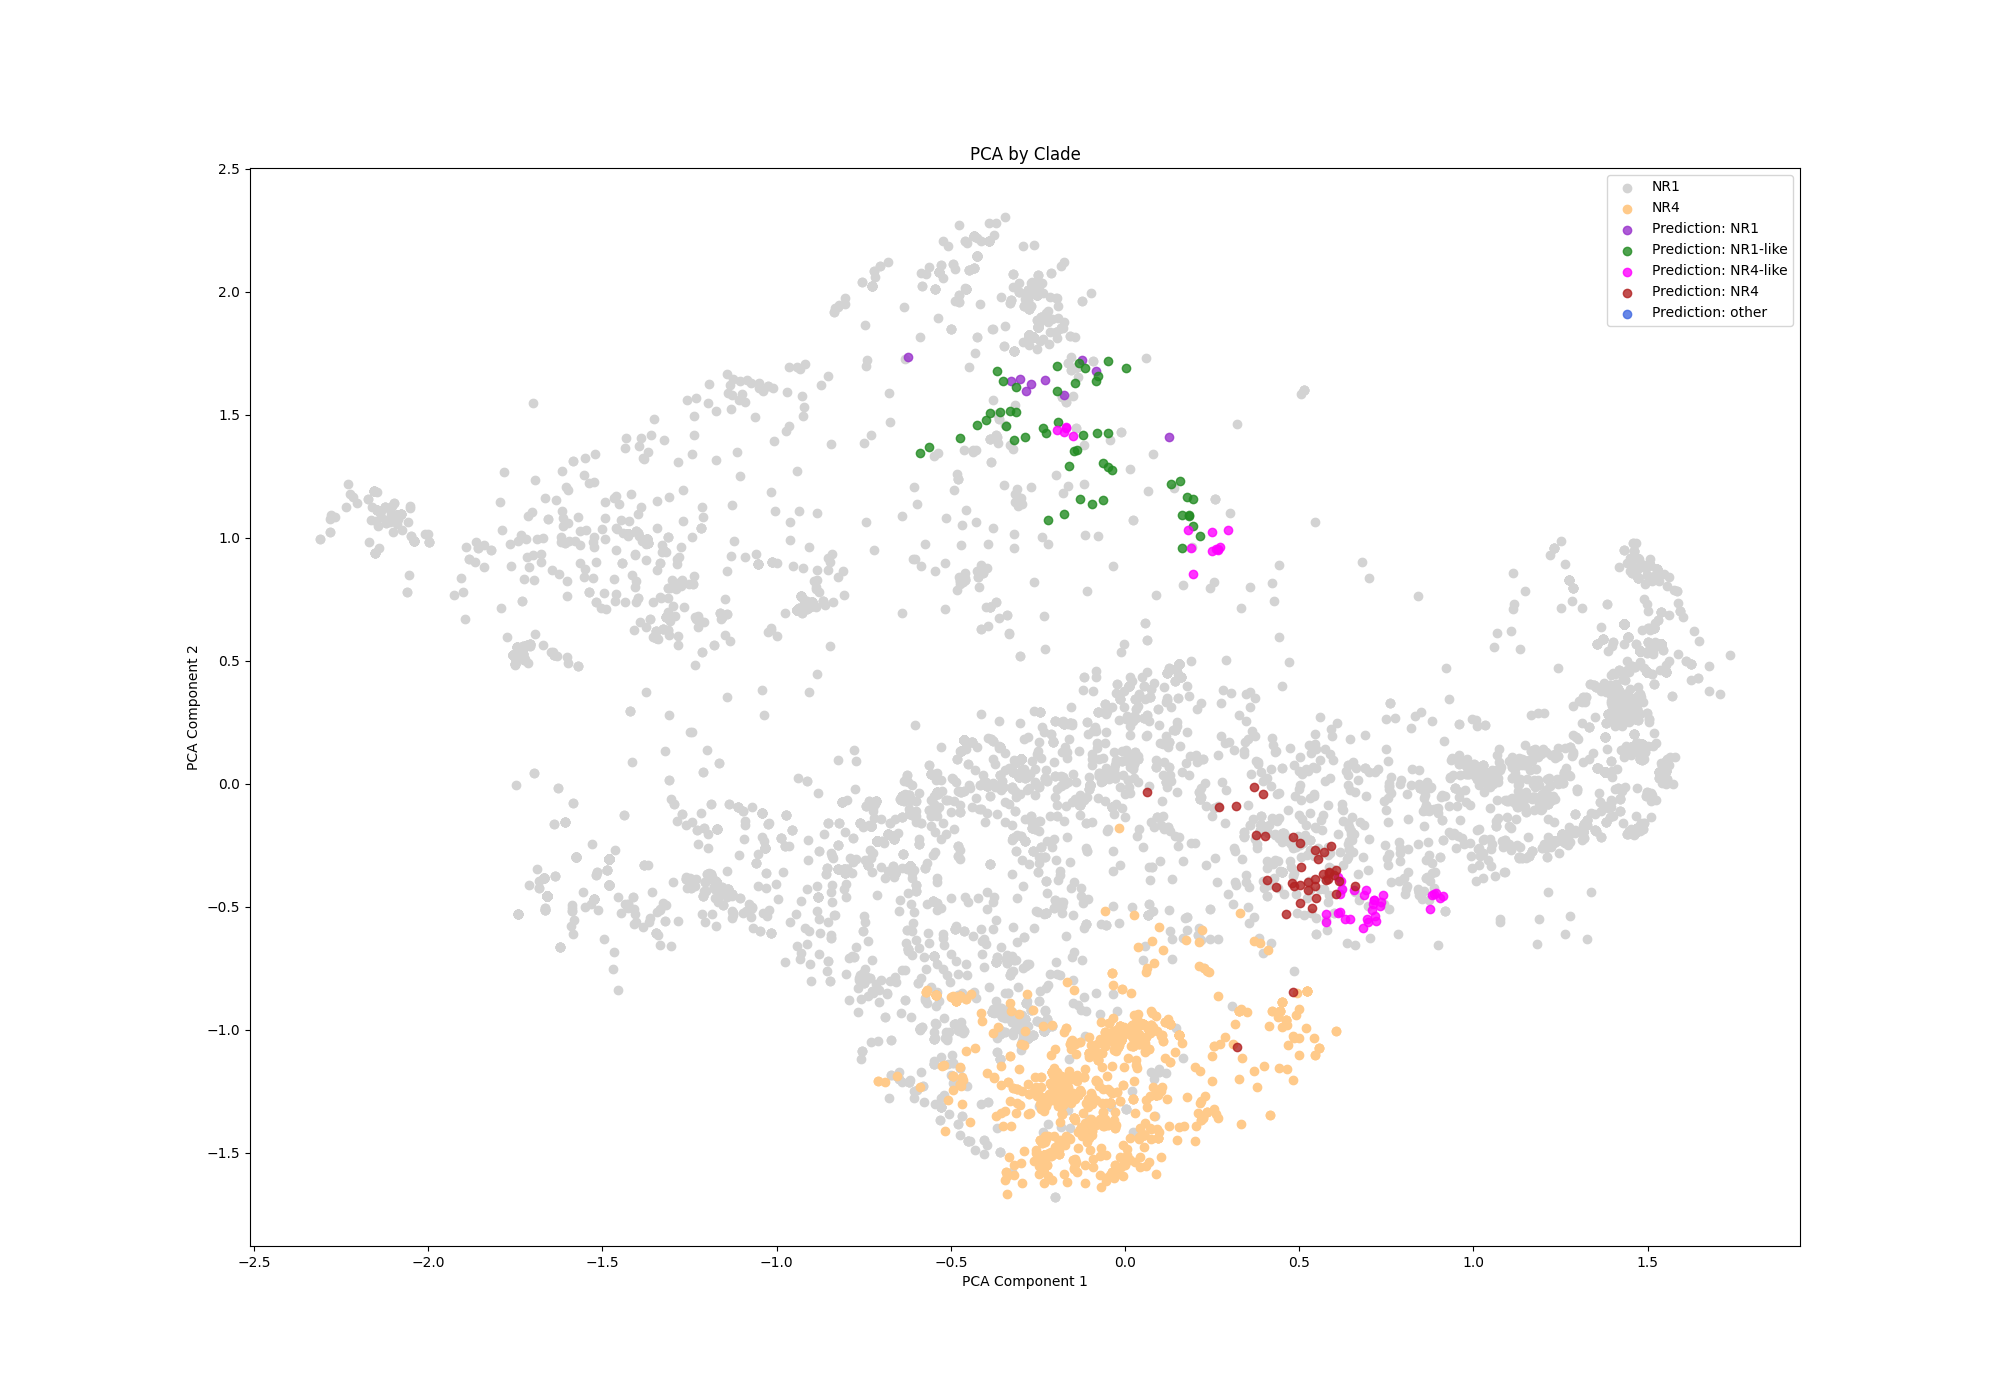 PCA by Clade
NR1
NR4
Prediction: NR1
Prediction: NR1-like
Prediction: NR4-like
Prediction: NR4
Prediction: other
PCA Component 2
2.5
2.0
1.5
1.0
0.5
0.0
−0.5
−1.0
−1.5
−2.5
−2.0
−1.5
−1.0
−0.5
0.0
0.5
1.0
1.5
PCA Component 1